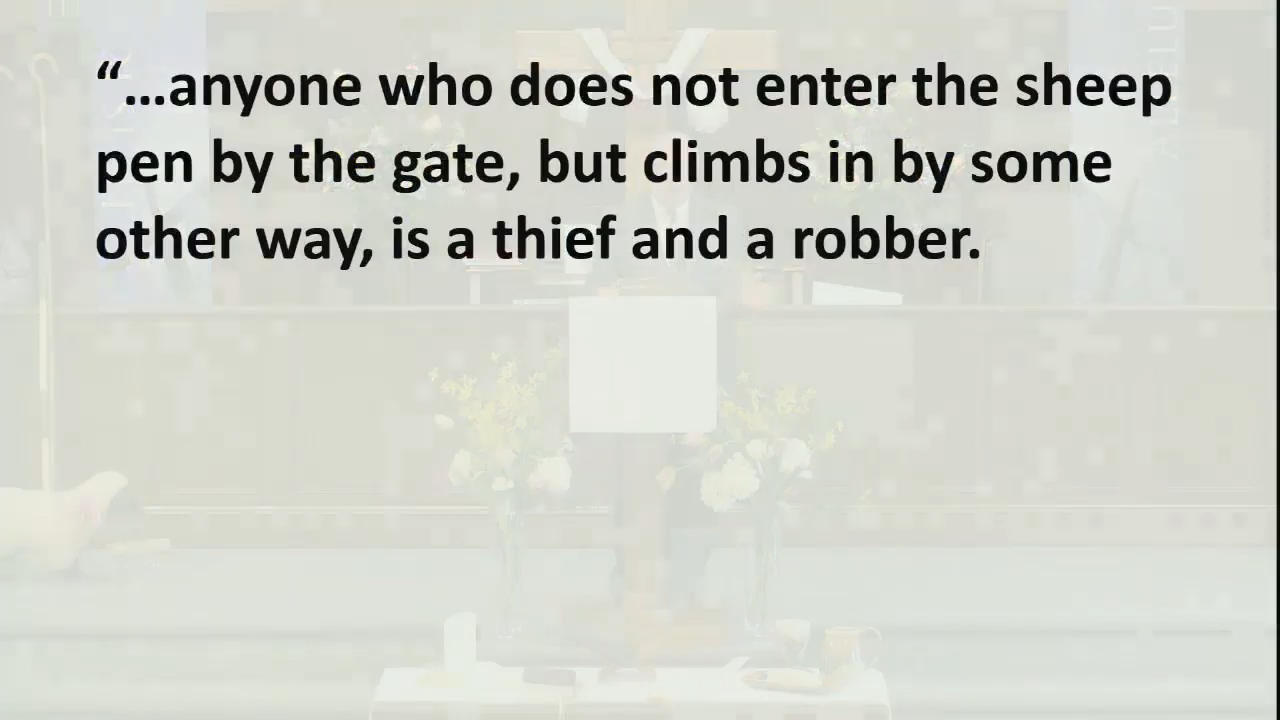 “...anyone who does not enter the sheep
pen by the gate, but climbs in by some
other way, is a thief and a robber.